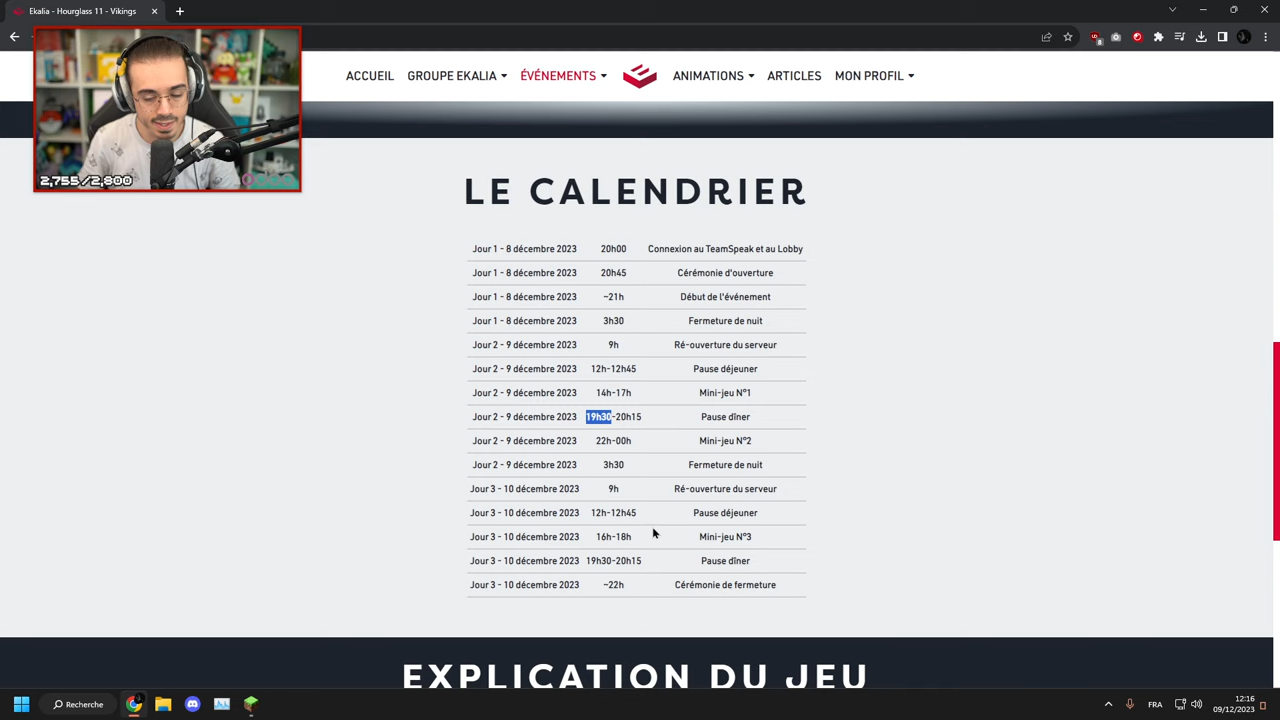 Ekalia - Hourglass 11 - Vikings
ACCUEIL GROUPE EKALIA ÉVÉNEMENTS ANIMATIONS ARTICLES MON PROFIL
2,755/2,800
LE CALENDRIER
Jour 1 - 8 décembre 2023 20h00 Connexion au TeamSpeak et au Lobby
Jour 1 - 8 décembre 2023 20h45 Cérémonie d'ouverture
Jour 1 - 8 décembre 2023 ~21h Début de l'événement
Jour 1 - 8 décembre 2023 3h30 Fermeture de nuit
Jour 2 - 9 décembre 2023 9h Ré-ouverture du serveur
Jour 2 - 9 décembre 2023 12h-12h45 Pause déjeuner
Jour 2 - 9 décembre 2023 14h-17h Mini-jeu N°1
Jour 2 - 9 décembre 2023 19h30-20h15 Pause dîner
Jour 2 - 9 décembre 2023 22h-00h Mini-jeu N°2
Jour 2 - 9 décembre 2023 3h30 Fermeture de nuit
Jour 3 - 10 décembre 2023 9h Ré-ouverture du serveur
Jour 3 - 10 décembre 2023 12h-12h45 Pause déjeuner
Jour 3 - 10 décembre 2023 16h-18h Mini-jeu N°3
Jour 3 - 10 décembre 2023 19h30-20h15 Pause dîner
Jour 3 - 10 décembre 2023 ~22h Cérémonie de fermeture
EXPLICATION DU JEU
Recherche
FRA
12:16
09/12/2023